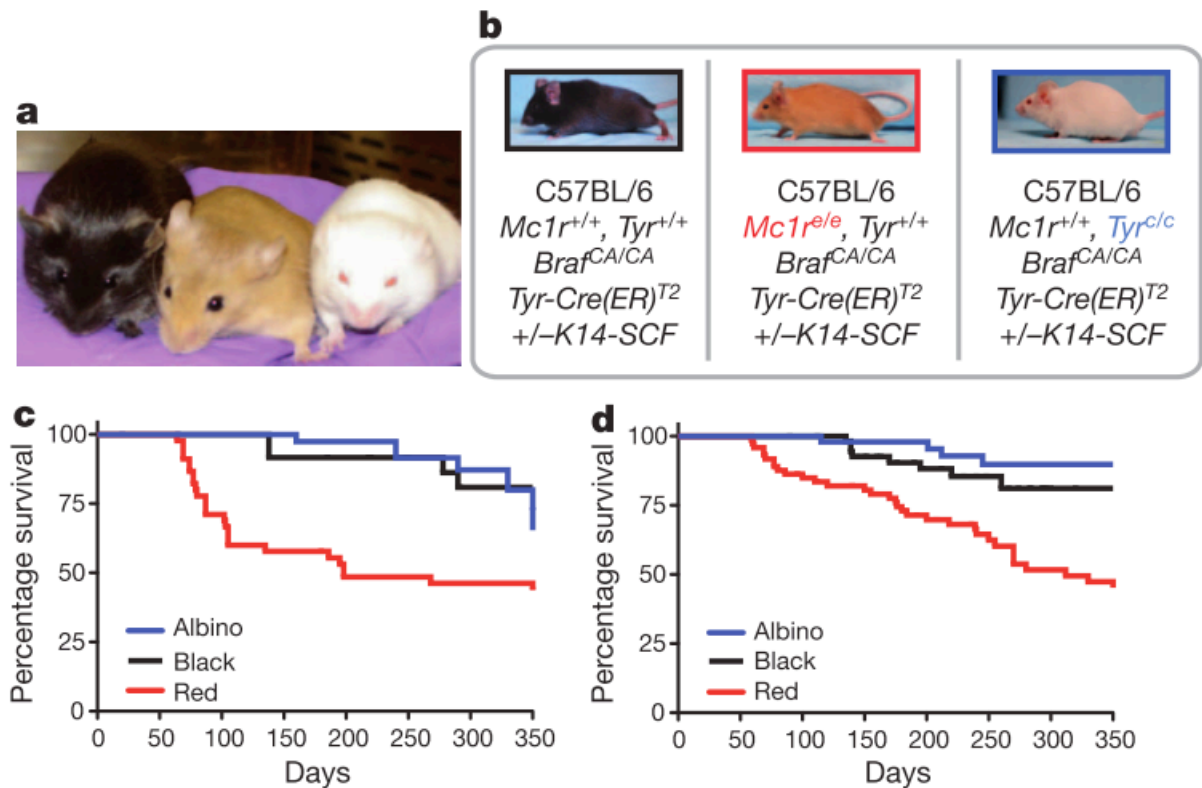 a
b
C57BL/6
Mc1r+/+, Tyr+/+
BrafCA/CA
Tyr-Cre(ER)T2
+/–K14-SCF
C57BL/6
Mc1re/e, Tyr+/+
BrafCA/CA
Tyr-Cre(ER)T2
+/–K14-SCF
C57BL/6
Mc1r+/+, Tyrc/c
BrafCA/CA
Tyr-Cre(ER)T2
+/–K14-SCF
c
Percentage survival
100
75
50
25
0
Albino
Black
Red
0 50 100 150 200 250 300 350
Days
d
Percentage survival
100
75
50
25
0
Albino
Black
Red
0 50 100 150 200 250 300 350
Days